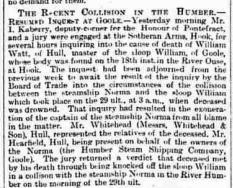 no demand for them.
THE RECENT COLLISION IN THE HUMBER.—
RESUMED INQUEST AT GOOLE.—Yesterday morning Mr.
I. Kaberry, deputy-coroner for the Honour of Pontefract,
and a jury were engaged at the Sotheran Arms, Hook, for
several hours inquiring into the cause of death of William
Watt, of Hull, master of the sloop William, of Goole,
whose body was found on the 18th inst. in the River Ouse,
at Hook. The inquest had been adjourned from the
previous week to await the result of the inquiry by the
Board of Trade into the circumstances of the collision
between the steamship Norma and the sloop William
which took place on the 29 ult., at 3 a.m., when deceased
was drowned. That inquiry had resulted in the exonera-
tion of the captain of the steamship Norma from all blame
in the matter. Mr. Whitehead (Messrs. Whitehead &
Son), Hull, represented the relatives of the deceased. Mr.
Hearfield, Hull, being present on behalf of the owners
of the Norma (the Humber Steam Shipping Company,
Goole). The jury returned a verdict that deceased met
by his death through being knocked off the sloop William
in a collision with the steamship Norma in the River Hum-
ber on the morning of the 29th ult.